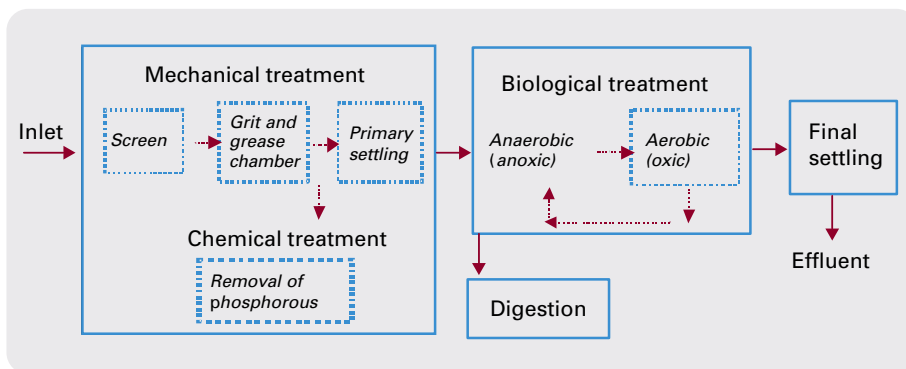 Mechanical treatment
Inlet
Screen
Grit and
grease
chamber
Primary
settling
Chemical treatment
Removal of
phosphorous
Biological treatment
Anaerobic
(anoxic)
Aerobic
(oxic)
Digestion
Final
settling
Effluent